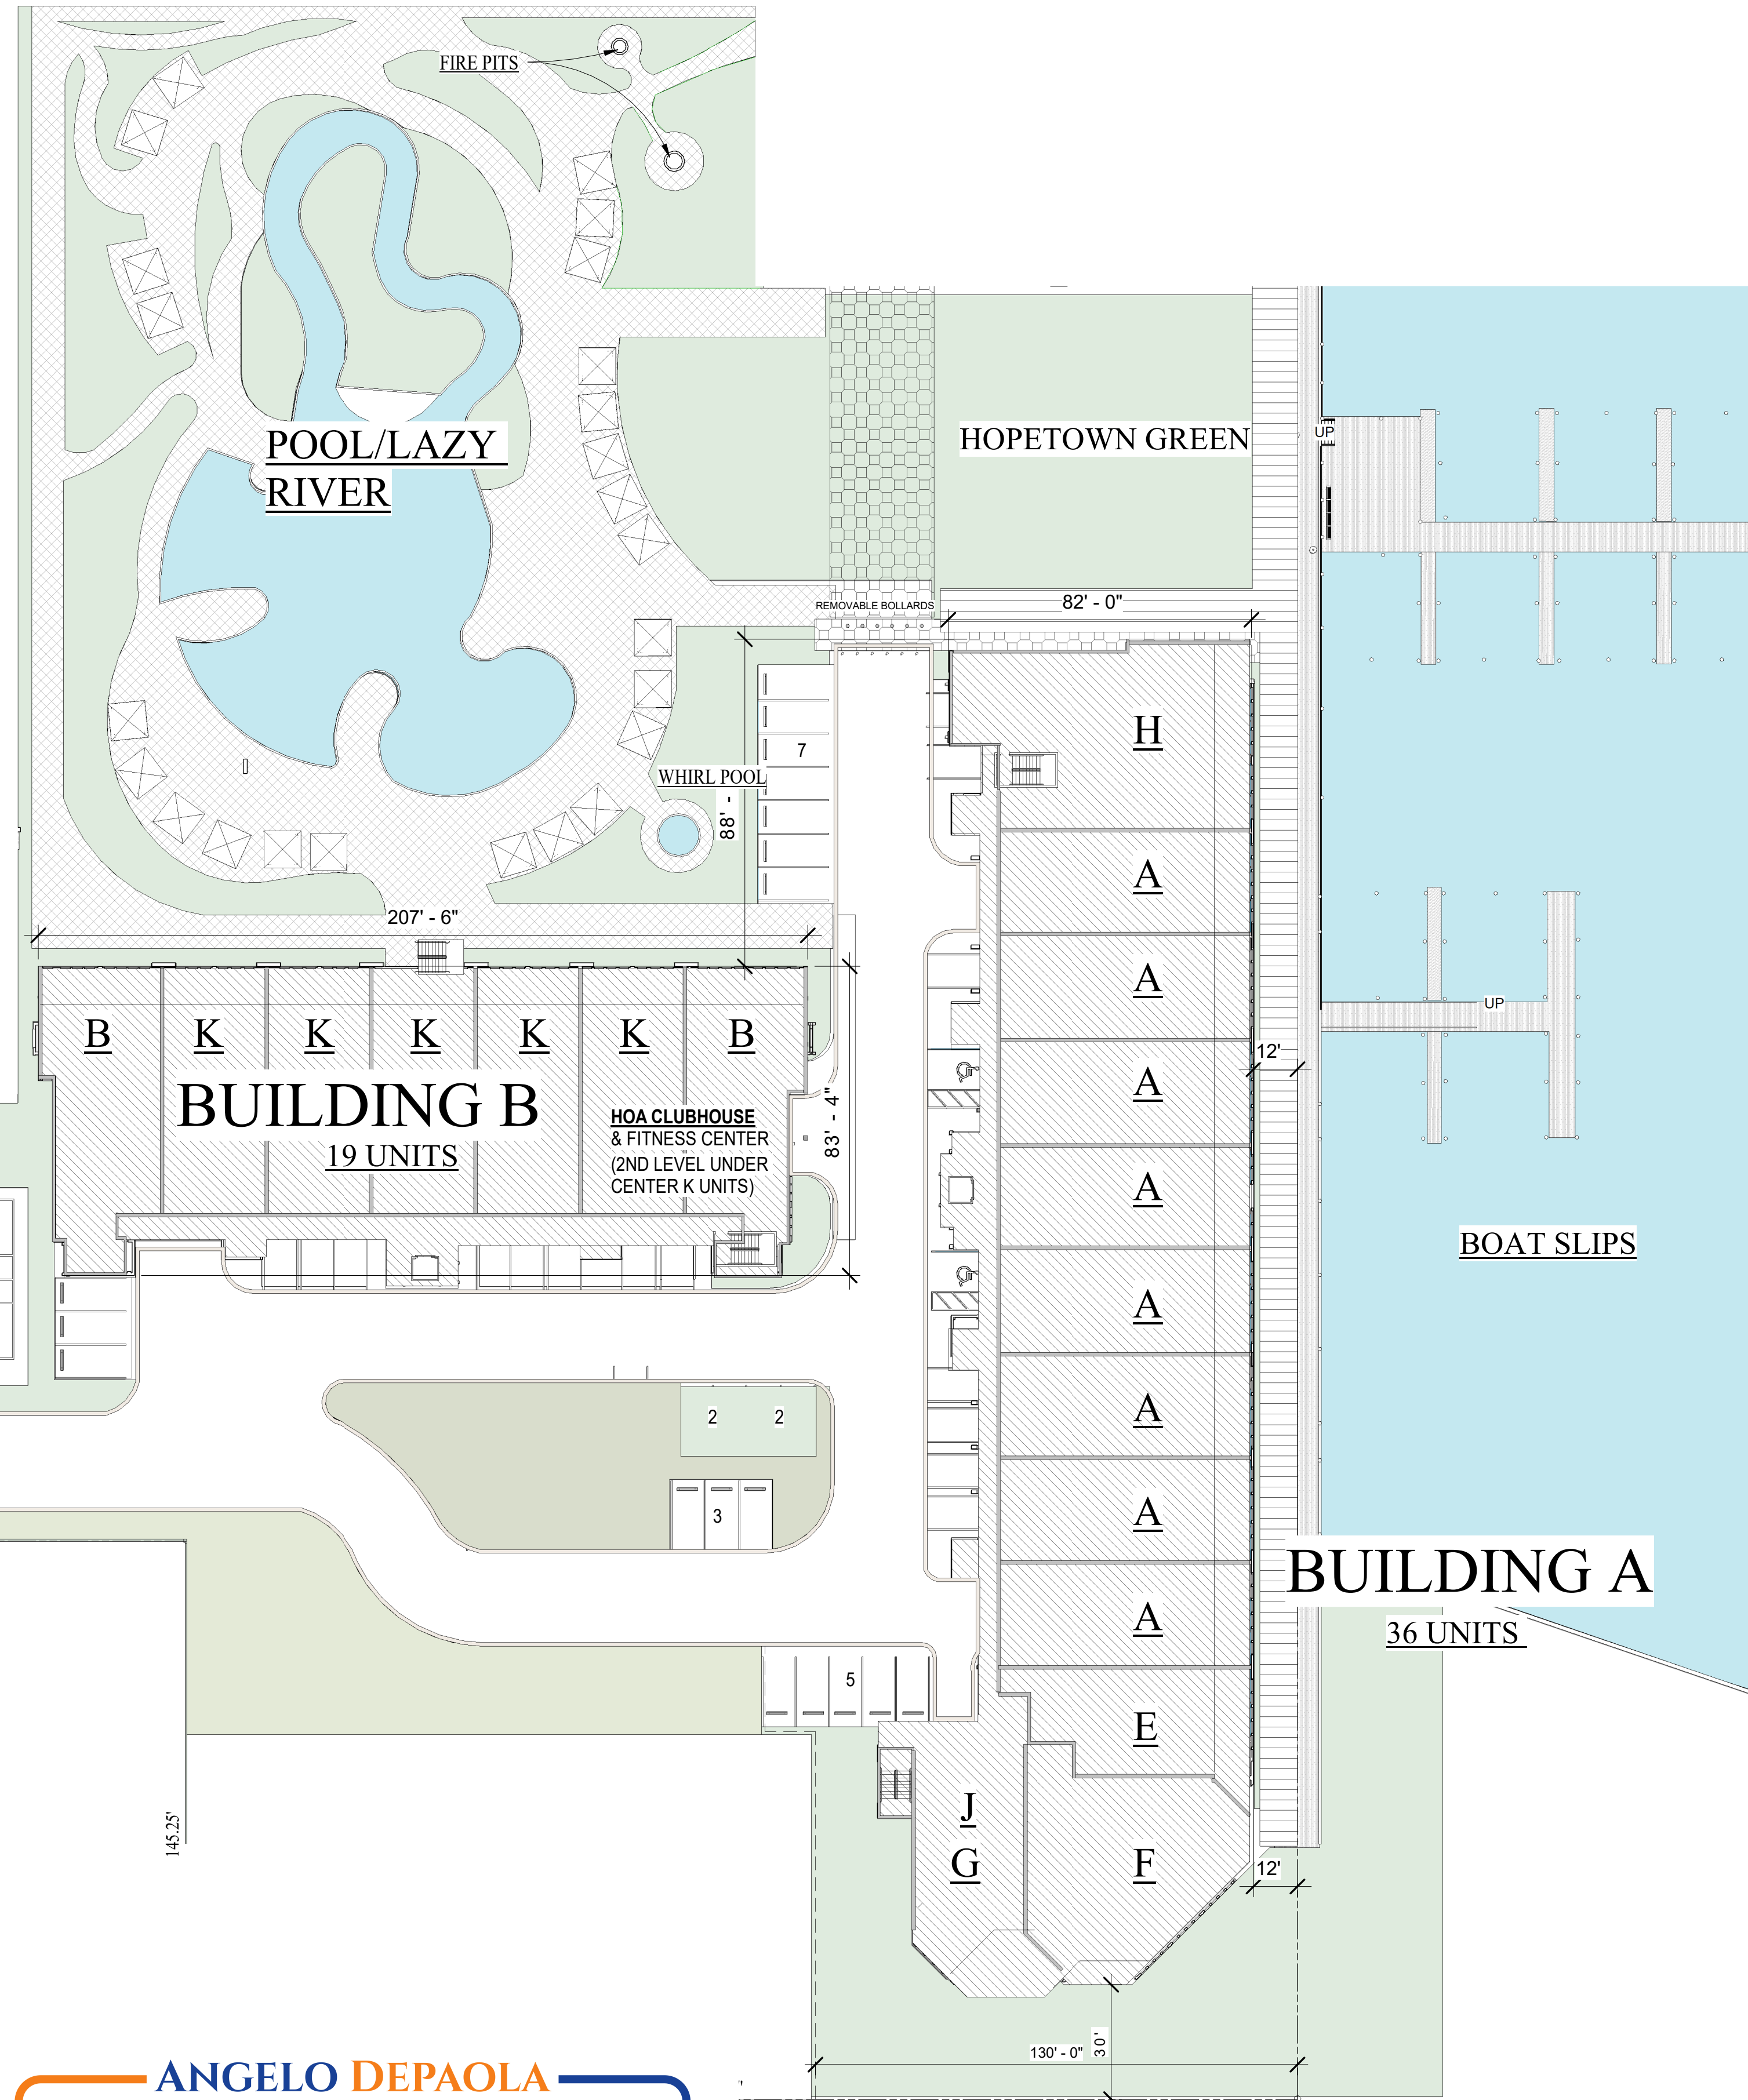 FIRE PITS
POOL/LAZY
RIVER
HOPETOWN GREEN
UP
REMOVABLE BOLLARDS
82' - 0"
H
7
WHIRL POOL
88' -
A
207' - 6"
A
UP
B K K K K K B
12'
A
BUILDING B
83' - 4"
HOA CLUBHOUSE
& FITNESS CENTER
19 UNITS
(2ND LEVEL UNDER
CENTER K UNITS)
A
BOAT SLIPS
A
A
2 2
3
A
BUILDING A
36 UNITS
A
5
E
J
G
F
145.25'
12'
130' - 0"
30'
ANGELO DEPAOLA